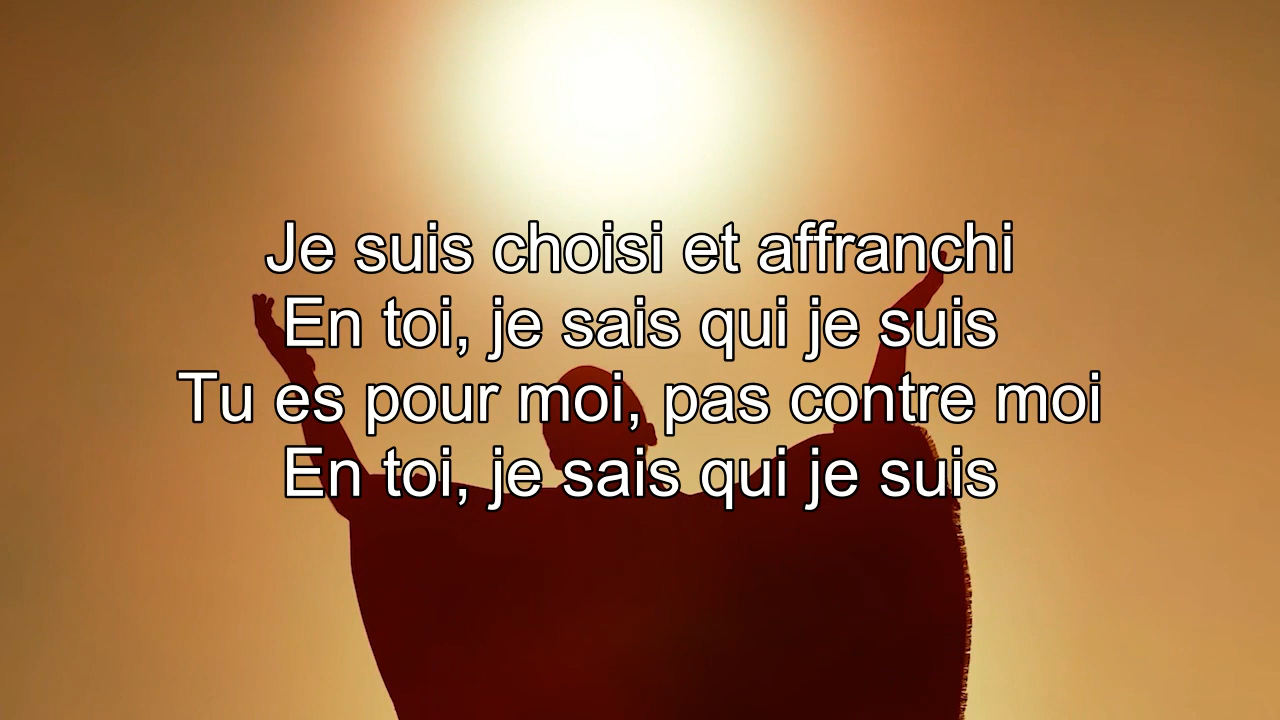 Je suis choisi et affranchi
En toi, je sais qui je suis
Tu es pour moi, pas contre moi
En toi, je sais qui je suis